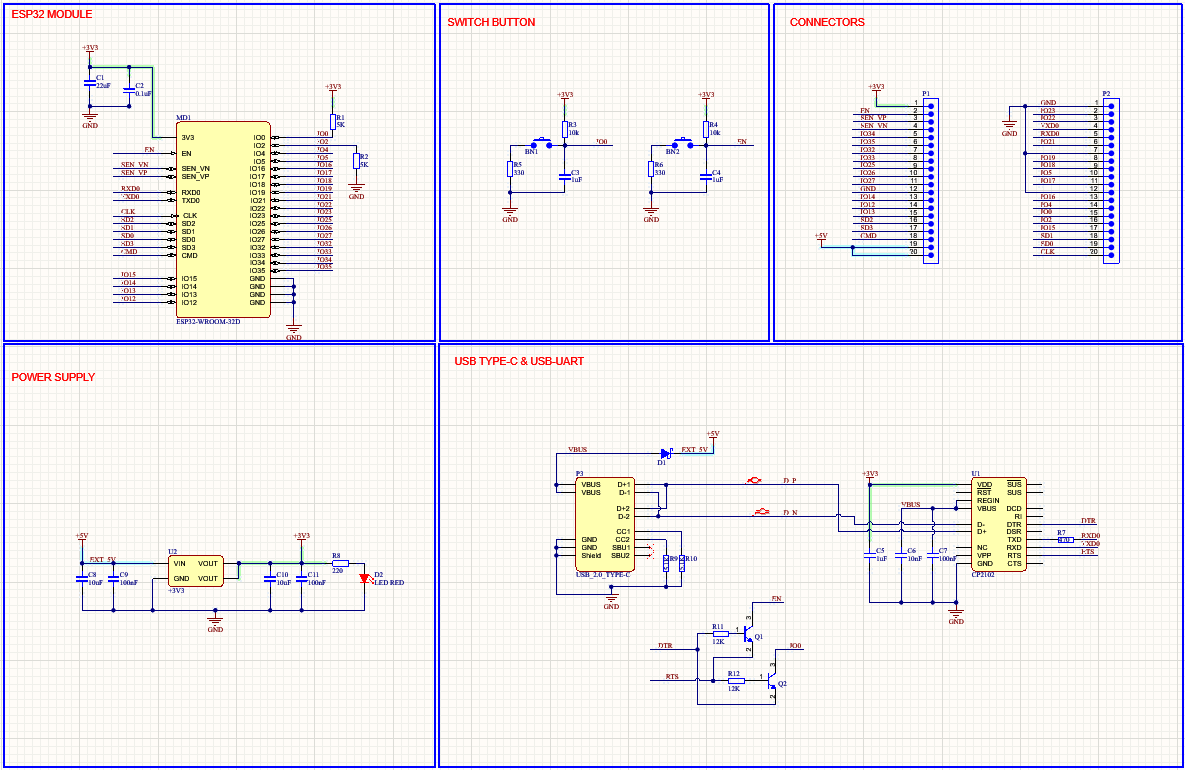 ESP32 MODULE
+3V3
C1
22uF
C2
0.1uF
GND
+3V3
R1
5K
R2
5K
GND
MD1
3V3
EN
SEN_VN
SEN_VP
RXD0
TXD0
CLK
SD2
SD1
SD0
SD3
CMD
IO15
IO14
IO13
IO12
IO0
IO2
IO4
IO5
IO16
IO17
IO18
IO19
IO21
IO22
IO23
IO25
IO26
IO27
IO32
IO33
IO34
IO35
GND
GND
GND
GND
EN
SEN_VN
SEN_VP
RXD0
TXD0
CLK
SD2
SD1
SD0
SD3
CMD
IO15
IO14
IO13
IO12
IO0
IO2
IO4
IO5
IO16
IO17
IO18
IO19
IO21
IO22
IO23
IO25
IO26
IO27
IO32
IO33
IO34
IO35
ESP32-WROOM-32D
GND
SWITCH BUTTON
+3V3
R3
10k
BN1
IO0
R5
330
C3
1uF
GND
+3V3
R4
10k
BN2
EN
R6
330
C4
1uF
GND
CONNECTORS
+3V3
P1
1
EN 2
SEN_VP 3
SEN_VN 4
IO34 5
IO35 6
IO32 7
IO33 8
IO25 9
IO26 10
IO27 11
GND 12
IO14 13
IO12 14
IO13 15
SD2 16
SD3 17
CMD 18
19
20
+5V
P2
GND 1
IO23 2
IO22 3
TXD0 4
RXD0 5
IO21 6
7
IO19 8
IO18 9
IO5 10
IO17 11
12
IO16 13
IO4 14
IO0 15
IO2 16
IO15 17
SD1 18
SD0 19
CLK 20
GND
POWER SUPPLY
+5V
EXT_5V
C8
10uF
C9
100nF
U2
VIN VOUT
GND VOUT
+3V3
+3V3
R8
220
C10
10uF
C11
100nF
D2
LED RED
GND
USB TYPE-C & USB-UART
VBUS
D1
EXT_5V
+5V
P3
VBUS
VBUS
GND
GND
Shield
D+1
D-1
D+2
D-2
CC1
CC2
SBU1
SBU2
USB_2.0_TYPE-C
R9
R10
GND
D_P
D_N
+3V3
VBUS
C5
1uF
C6
10nF
C7
100nF
U1
VDD
RST
REGIN
VBUS
D-
D+
NC
VPP
GND
SUS
SUS
DCD
RI
DTR
DSR
TXD
RXD
RTS
CTS
CP2102
DTR
R7
470
RXD0
TXD0
RTS
GND
DTR
RTS
R11
12K
1
3
2
Q1
EN
R12
12K
1
3
2
Q2
IO0